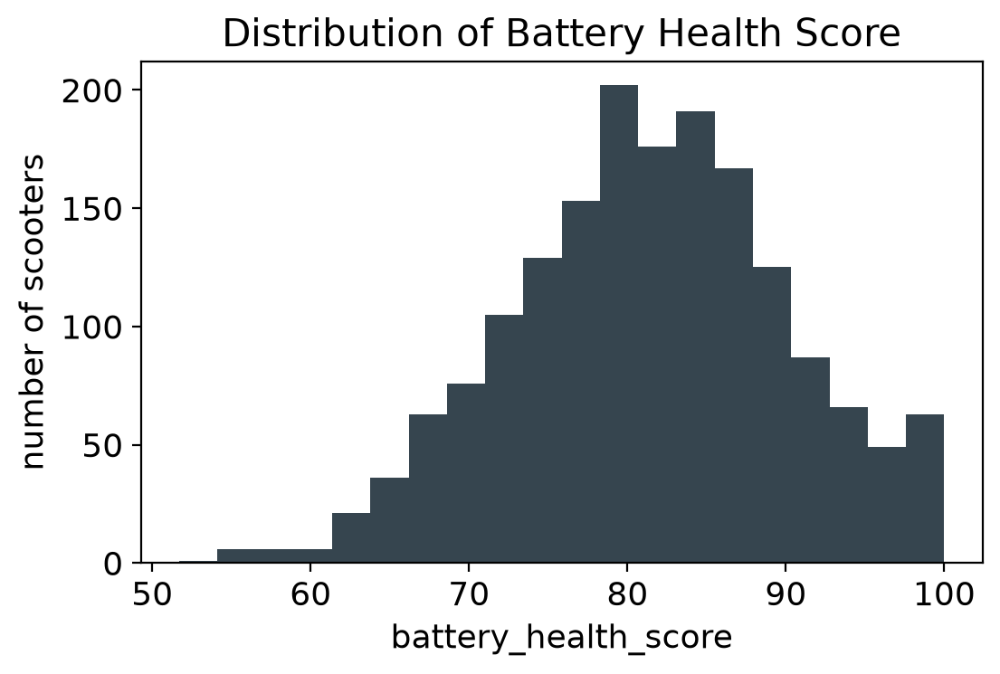 Distribution of Battery Health Score
number of scooters
200
150
100
50
0
50 60 70 80 90 100
battery_health_score